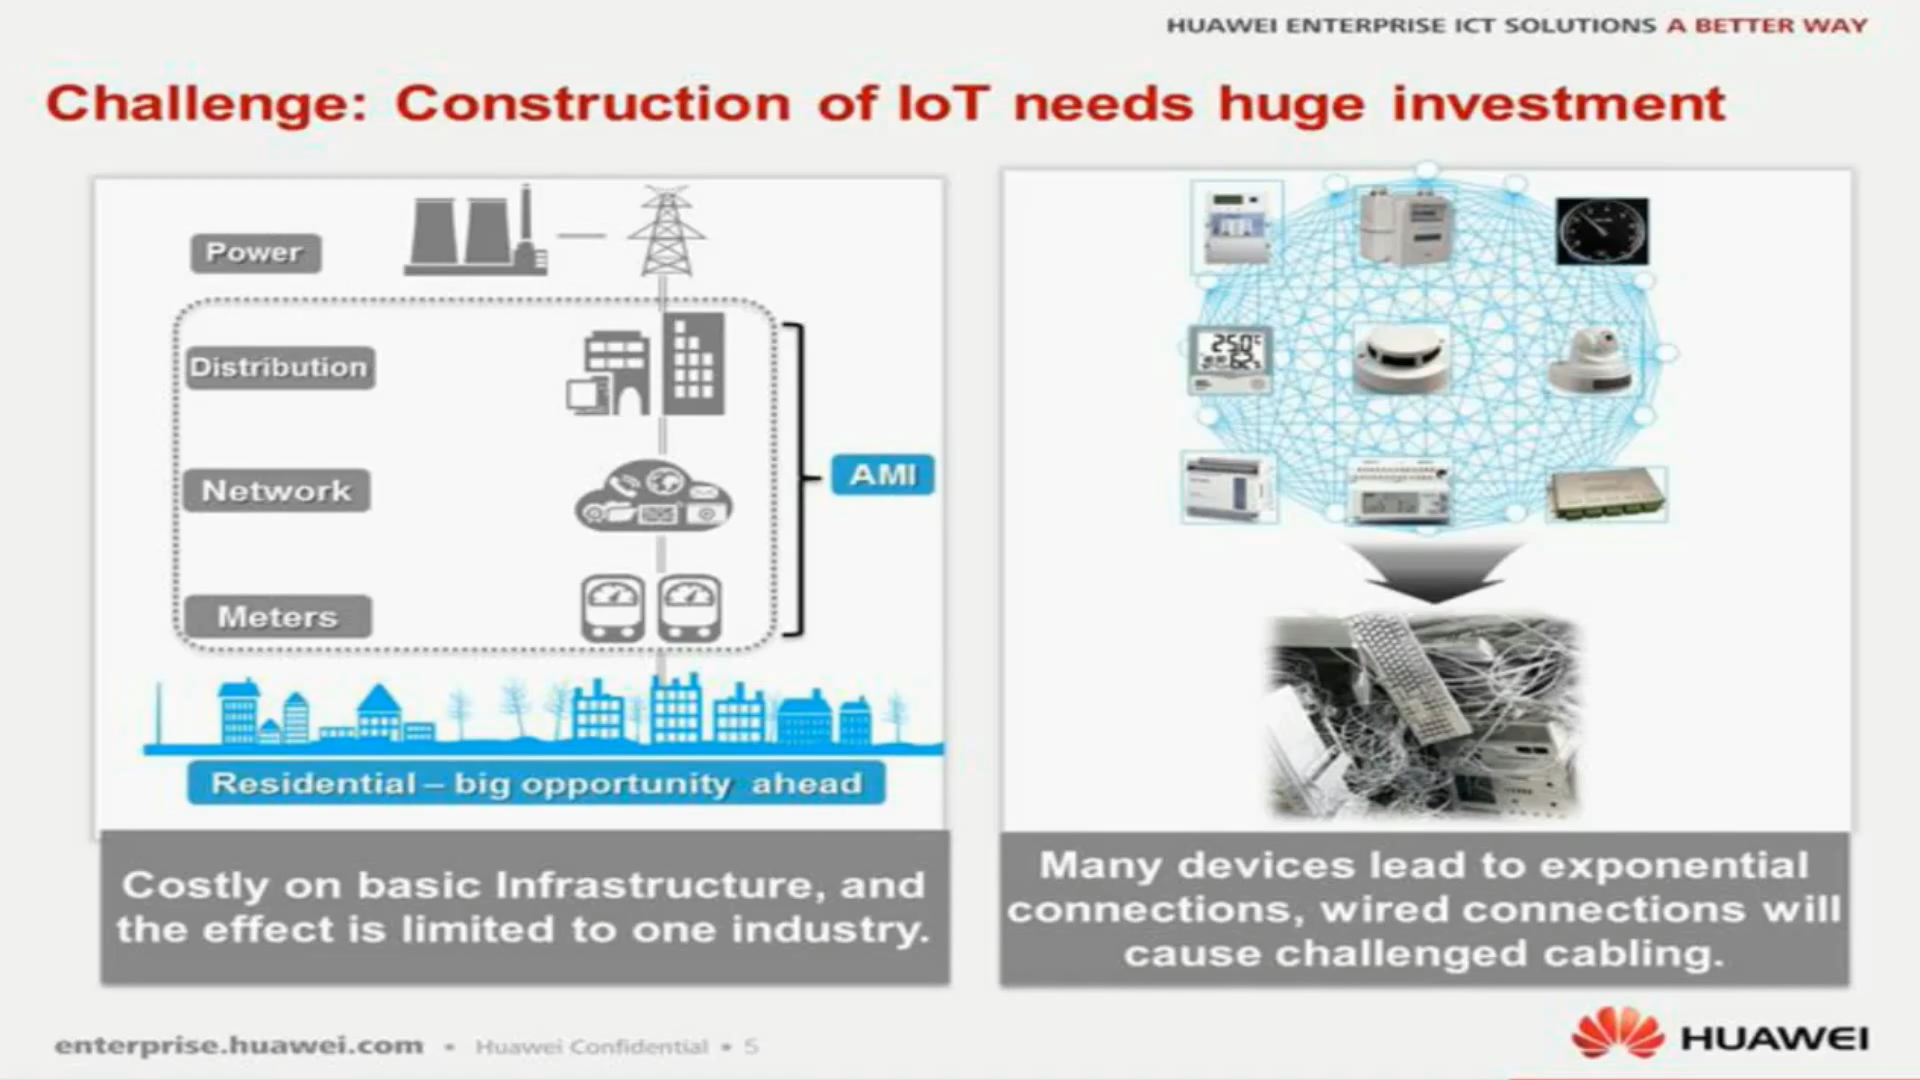 HUAWEI ENTERPRISE ICT SOLUTIONS A BETTER WAY
Challenge: Construction of IoT needs huge investment
Power
Distribution
Network
Meters
AMI
Residential – big opportunity ahead
Costly on basic Infrastructure, and
the effect is limited to one industry.
Many devices lead to exponential
connections, wired connections will
cause challenged cabling.
enterprise.huawei.com • Huawei Confidential • 5
HUAWEI